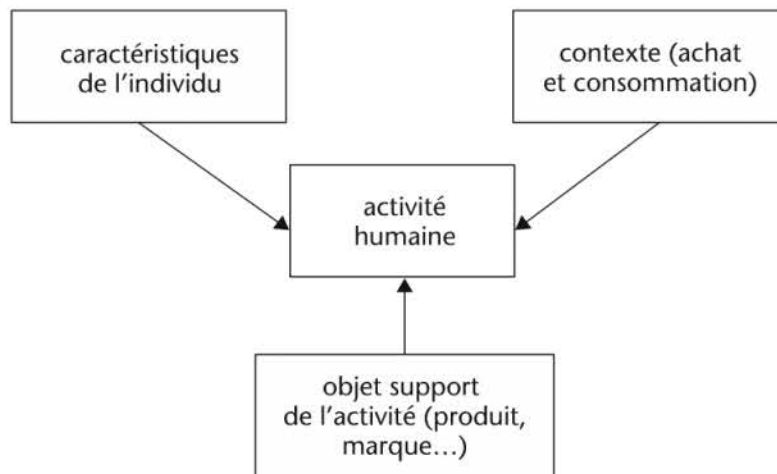 caractéristiques
de l’individu
contexte (achat
et consommation)
activité
humaine
objet support
de l’activité (produit,
marque…)